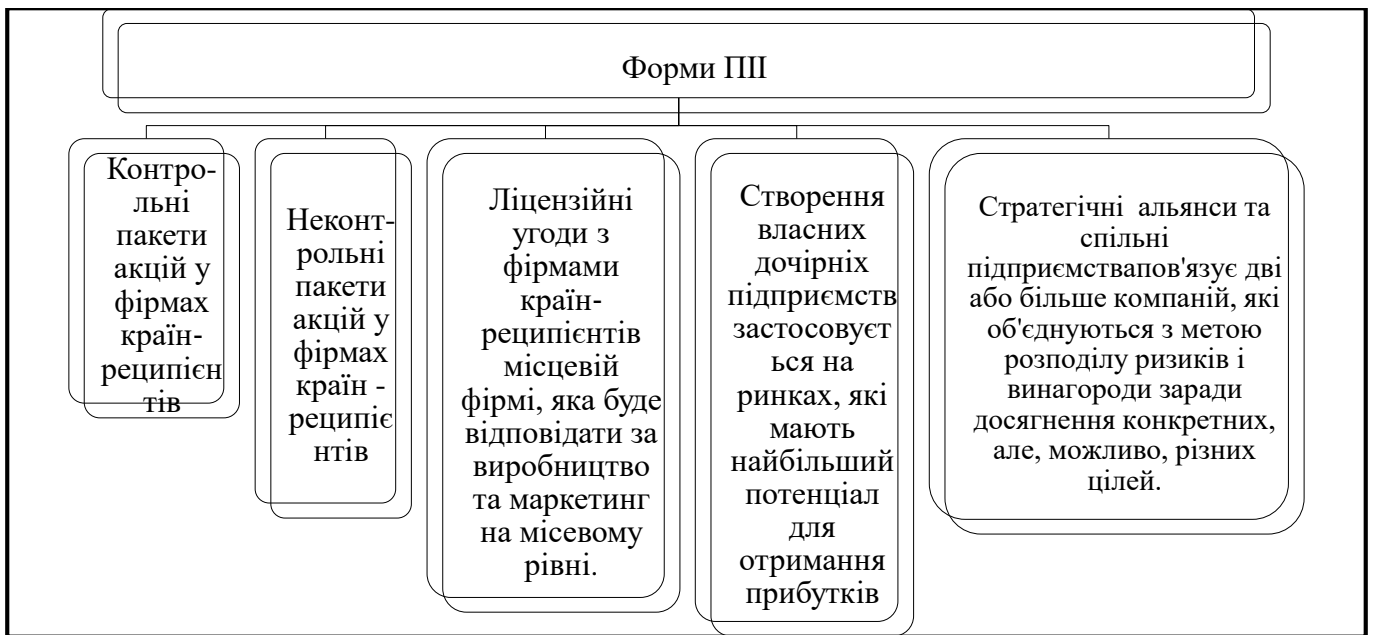 Форми ПІІ
Контро-
льні
пакети
акцій у
фірмах
країн-
реципієн
тів
Неконт-
рольні
пакети
акцій у
фірмах
країн -
реципіє
нтів
Ліцензійні
угоди з
фірмами
країн-
реципієнтів
місцевій
фірмі, яка буде
відповідати за
виробництво
та маркетинг
на місевому
рівні.
Створення
власних
дочірніх
підприємств
застосовуєт
ься на
ринках, які
мають
найбільший
потенціал
для
отримання
прибутків
Стратегічні альянси та
спільні
підприємствапов'язує дві
або більше компаній, які
об'єднуються з метою
розподілу ризиків і
винагороди заради
досягнення конкретних,
але, можливо, різних
цілей.